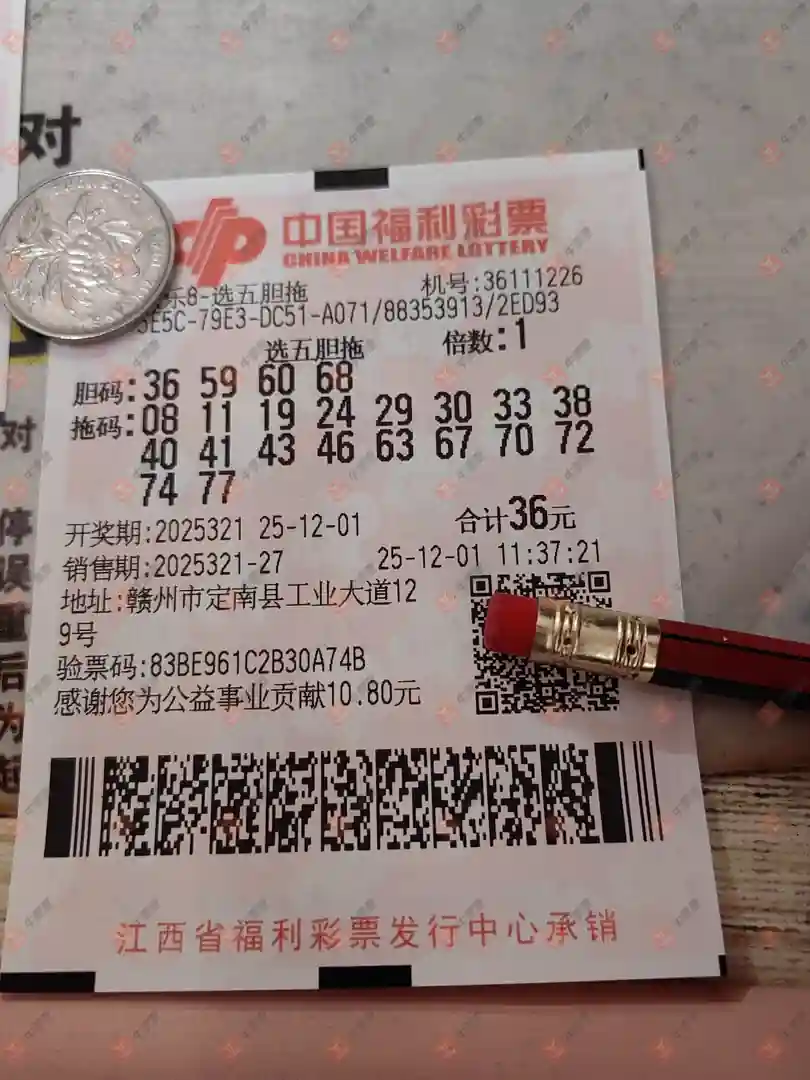 对
中国福利彩票
CHINA WELFARE LOTTERY
乐8-选五胆拖 机号:36111226
5E5C-79E3-DC51-A071/88353913/2ED93
选五胆拖 倍数:1
胆码:36 59 60 68
拖码:08 11 19 24 29 30 33 38
40 41 43 46 63 67 70 72
74 77
开奖期:2025321 25-12-01 合计36元
销售期:2025321-27 25-12-01 11:37:21
地址:赣州市定南县工业大道12
9号
验票码:83BE961C2B30A74B
感谢您为公益事业贡献10.80元
江西省福利彩票发行中心承销
对
停
误
重
后
为
起